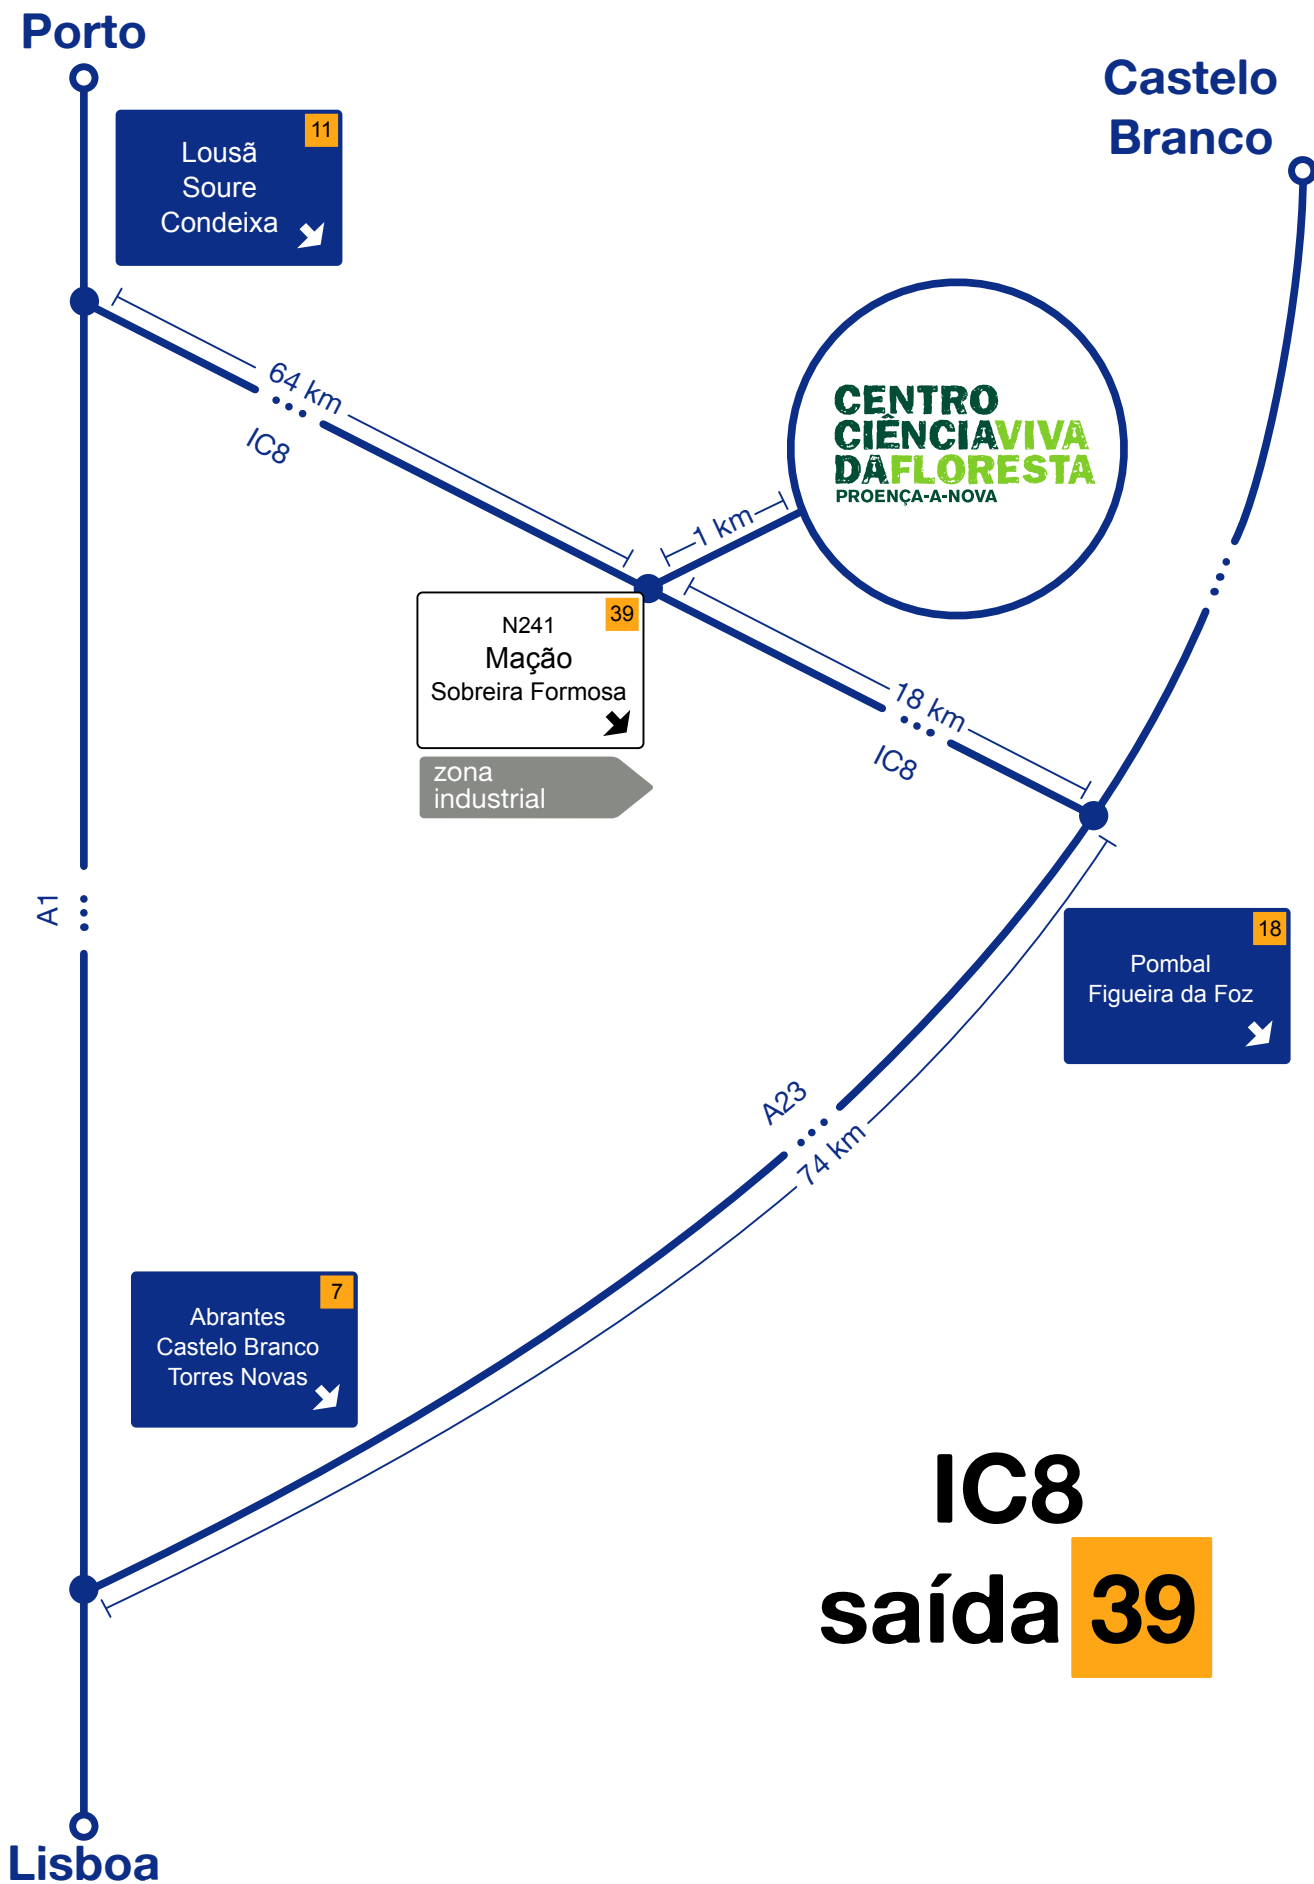 Porto
Castelo
Branco
11
Lousã
Soure
Condeixa
64 km
IC8
CENTRO
CIÊNCIAVIVA
DAFLORESTA
PROENÇA-A-NOVA
1 km
39
N241
Mação
Sobreira Formosa
zona
industrial
18 km
IC8
A1
18
Pombal
Figueira da Foz
A23
74 km
7
Abrantes
Castelo Branco
Torres Novas
IC8
saída 39
Lisboa